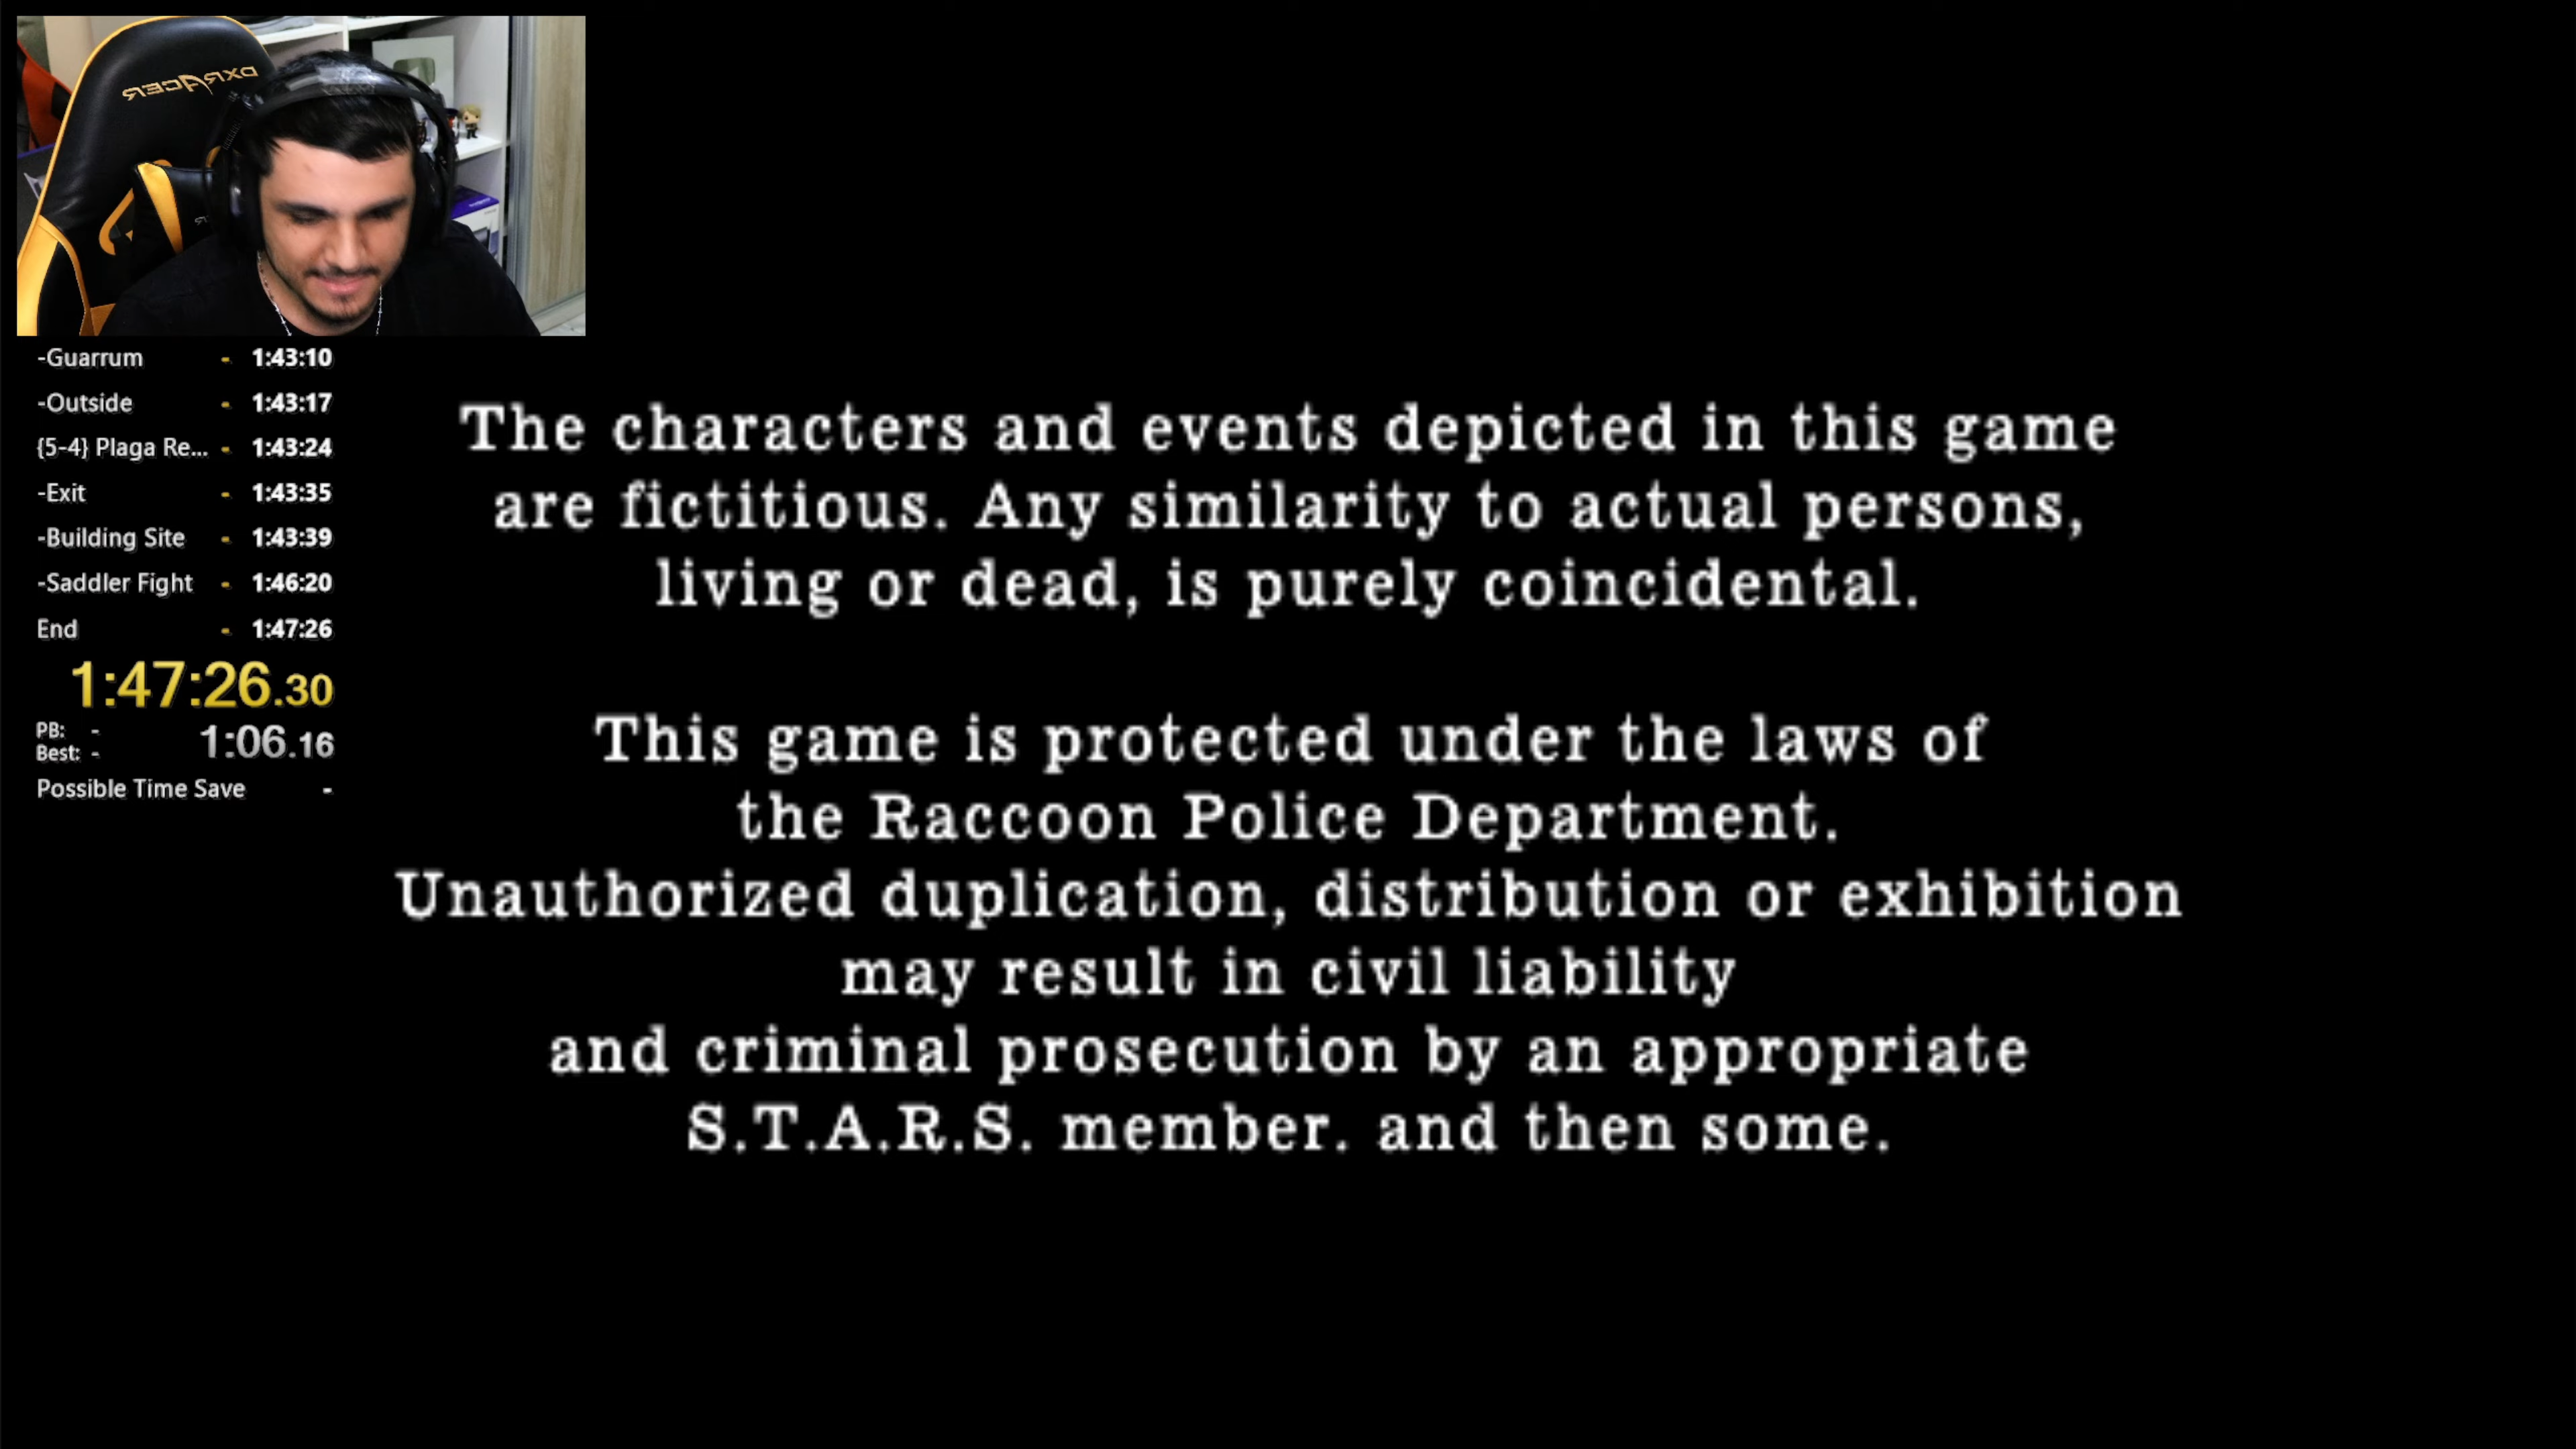 DXRACER
-Guarrum - 1:43:10
-Outside - 1:43:17
{5-4} Plaga Re... - 1:43:24
-Exit - 1:43:35
-Building Site - 1:43:39
-Saddler Fight - 1:46:20
End - 1:47:26
1:47:26.30
PB: -
Best: -
1:06.16
Possible Time Save -
The characters and events depicted in this game
are fictitious. Any similarity to actual persons,
living or dead, is purely coincidental.
This game is protected under the laws of
the Raccoon Police Department.
Unauthorized duplication, distribution or exhibition
may result in civil liability
and criminal prosecution by an appropriate
S.T.A.R.S. member. and then some.